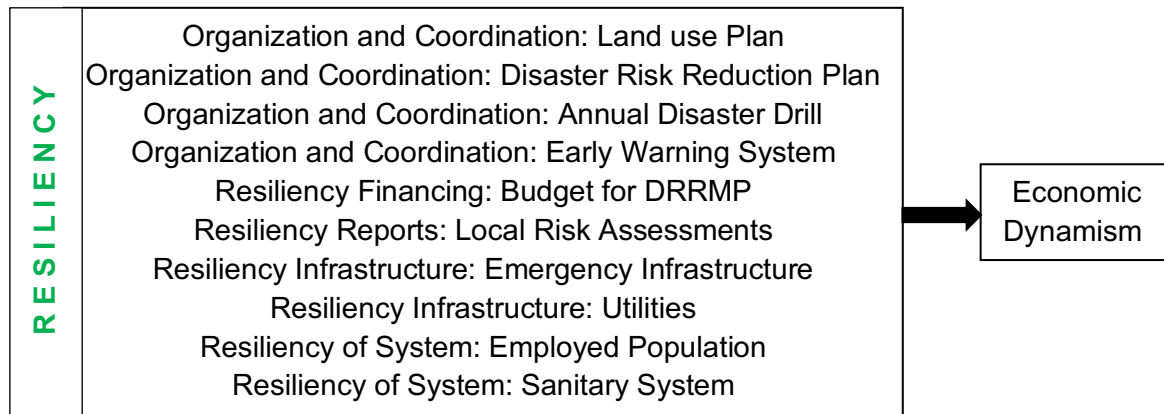 RESILIENCY
Organization and Coordination: Land use Plan
Organization and Coordination: Disaster Risk Reduction Plan
Organization and Coordination: Annual Disaster Drill
Organization and Coordination: Early Warning System
Resiliency Financing: Budget for DRRMP
Resiliency Reports: Local Risk Assessments
Resiliency Infrastructure: Emergency Infrastructure
Resiliency Infrastructure: Utilities
Resiliency of System: Employed Population
Resiliency of System: Sanitary System
Economic
Dynamism